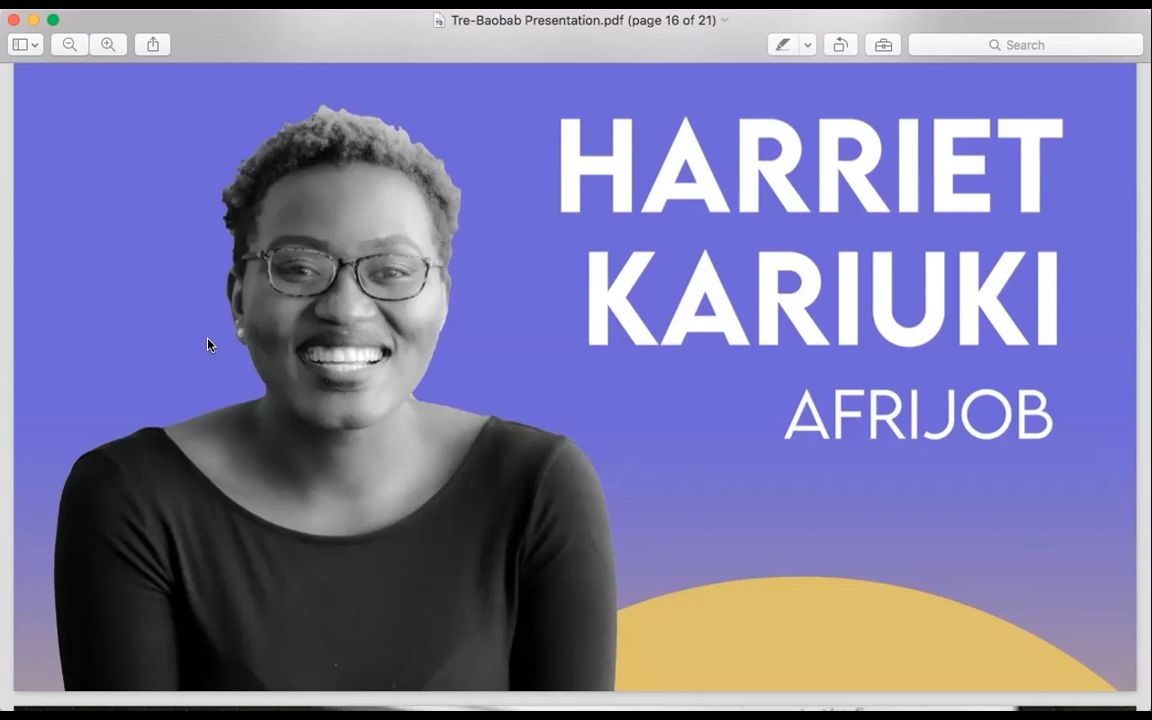 Tre-Baobab Presentation.pdf (page 16 of 21)
Search
HARRIET
KARIUKI
AFRIJOB